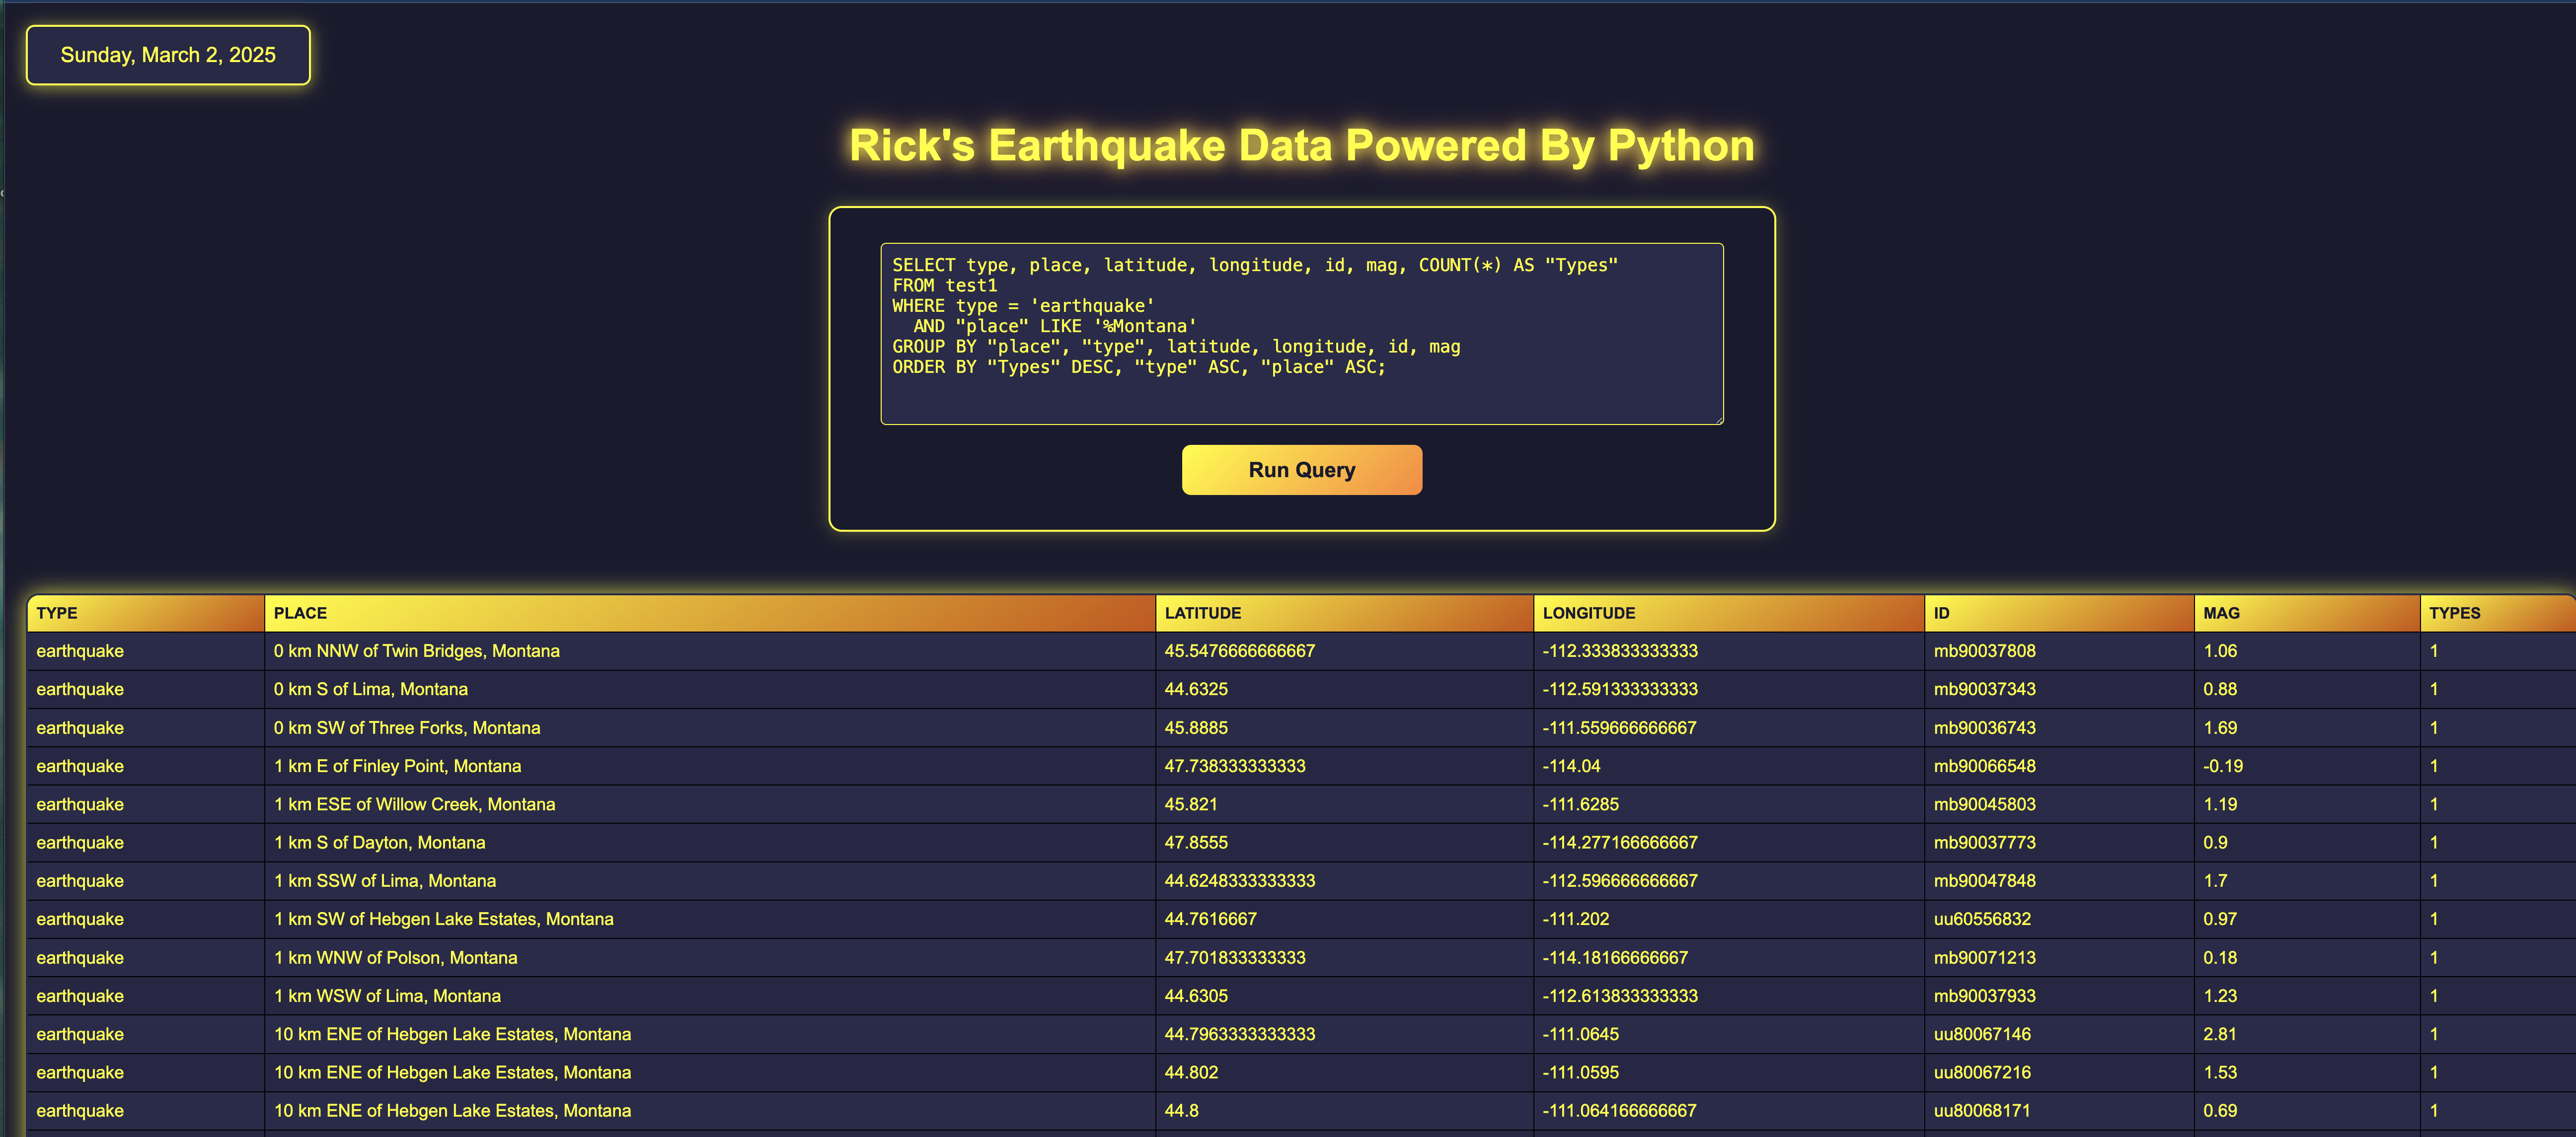 Sunday, March 2, 2025
Rick's Earthquake Data Powered By Python
SELECT type, place, latitude, longitude, id, mag, COUNT(*) AS "Types"
FROM test1
WHERE type = 'earthquake'
  AND "place" LIKE '%Montana'
GROUP BY "place", "type", latitude, longitude, id, mag
ORDER BY "Types" DESC, "type" ASC, "place" ASC;
Run Query
TYPE PLACE LATITUDE LONGITUDE ID MAG TYPES
earthquake 0 km NNW of Twin Bridges, Montana 45.5476666666667 -112.333833333333 mb90037808 1.06 1
earthquake 0 km S of Lima, Montana 44.6325 -112.591333333333 mb90037343 0.88 1
earthquake 0 km SW of Three Forks, Montana 45.8885 -111.559666666667 mb90036743 1.69 1
earthquake 1 km E of Finley Point, Montana 47.738333333333 -114.04 mb90066548 -0.19 1
earthquake 1 km ESE of Willow Creek, Montana 45.821 -111.6285 mb90045803 1.19 1
earthquake 1 km S of Dayton, Montana 47.8555 -114.277166666667 mb90037773 0.9 1
earthquake 1 km SSW of Lima, Montana 44.6248333333333 -112.596666666667 mb90047848 1.7 1
earthquake 1 km SW of Hebgen Lake Estates, Montana 44.7616667 -111.202 uu60556832 0.97 1
earthquake 1 km WNW of Polson, Montana 47.701833333333 -114.18166666667 mb90071213 0.18 1
earthquake 1 km WSW of Lima, Montana 44.6305 -112.613833333333 mb90037933 1.23 1
earthquake 10 km ENE of Hebgen Lake Estates, Montana 44.7963333333333 -111.0645 uu80067146 2.81 1
earthquake 10 km ENE of Hebgen Lake Estates, Montana 44.802 -111.0595 uu80067216 1.53 1
earthquake 10 km ENE of Hebgen Lake Estates, Montana 44.8 -111.064166666667 uu80068171 0.69 1